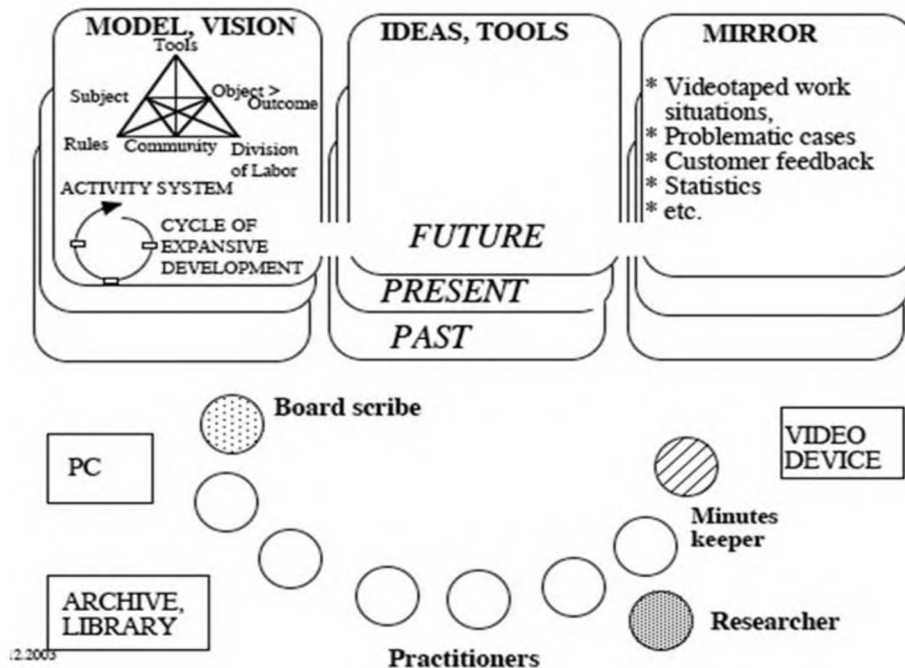 MODEL, VISION
Tools
Subject
Object >
Outcome
Rules
Community
Division
of Labor
ACTIVITY SYSTEM
CYCLE OF
EXPANSIVE
DEVELOPMENT
IDEAS, TOOLS
FUTURE
PRESENT
PAST
MIRROR
* Videotaped work
situations,
* Problematic cases
* Customer feedback
* Statistics
* etc.
Board scribe
PC
VIDEO
DEVICE
Minutes
keeper
ARCHIVE,
LIBRARY
Researcher
Practitioners